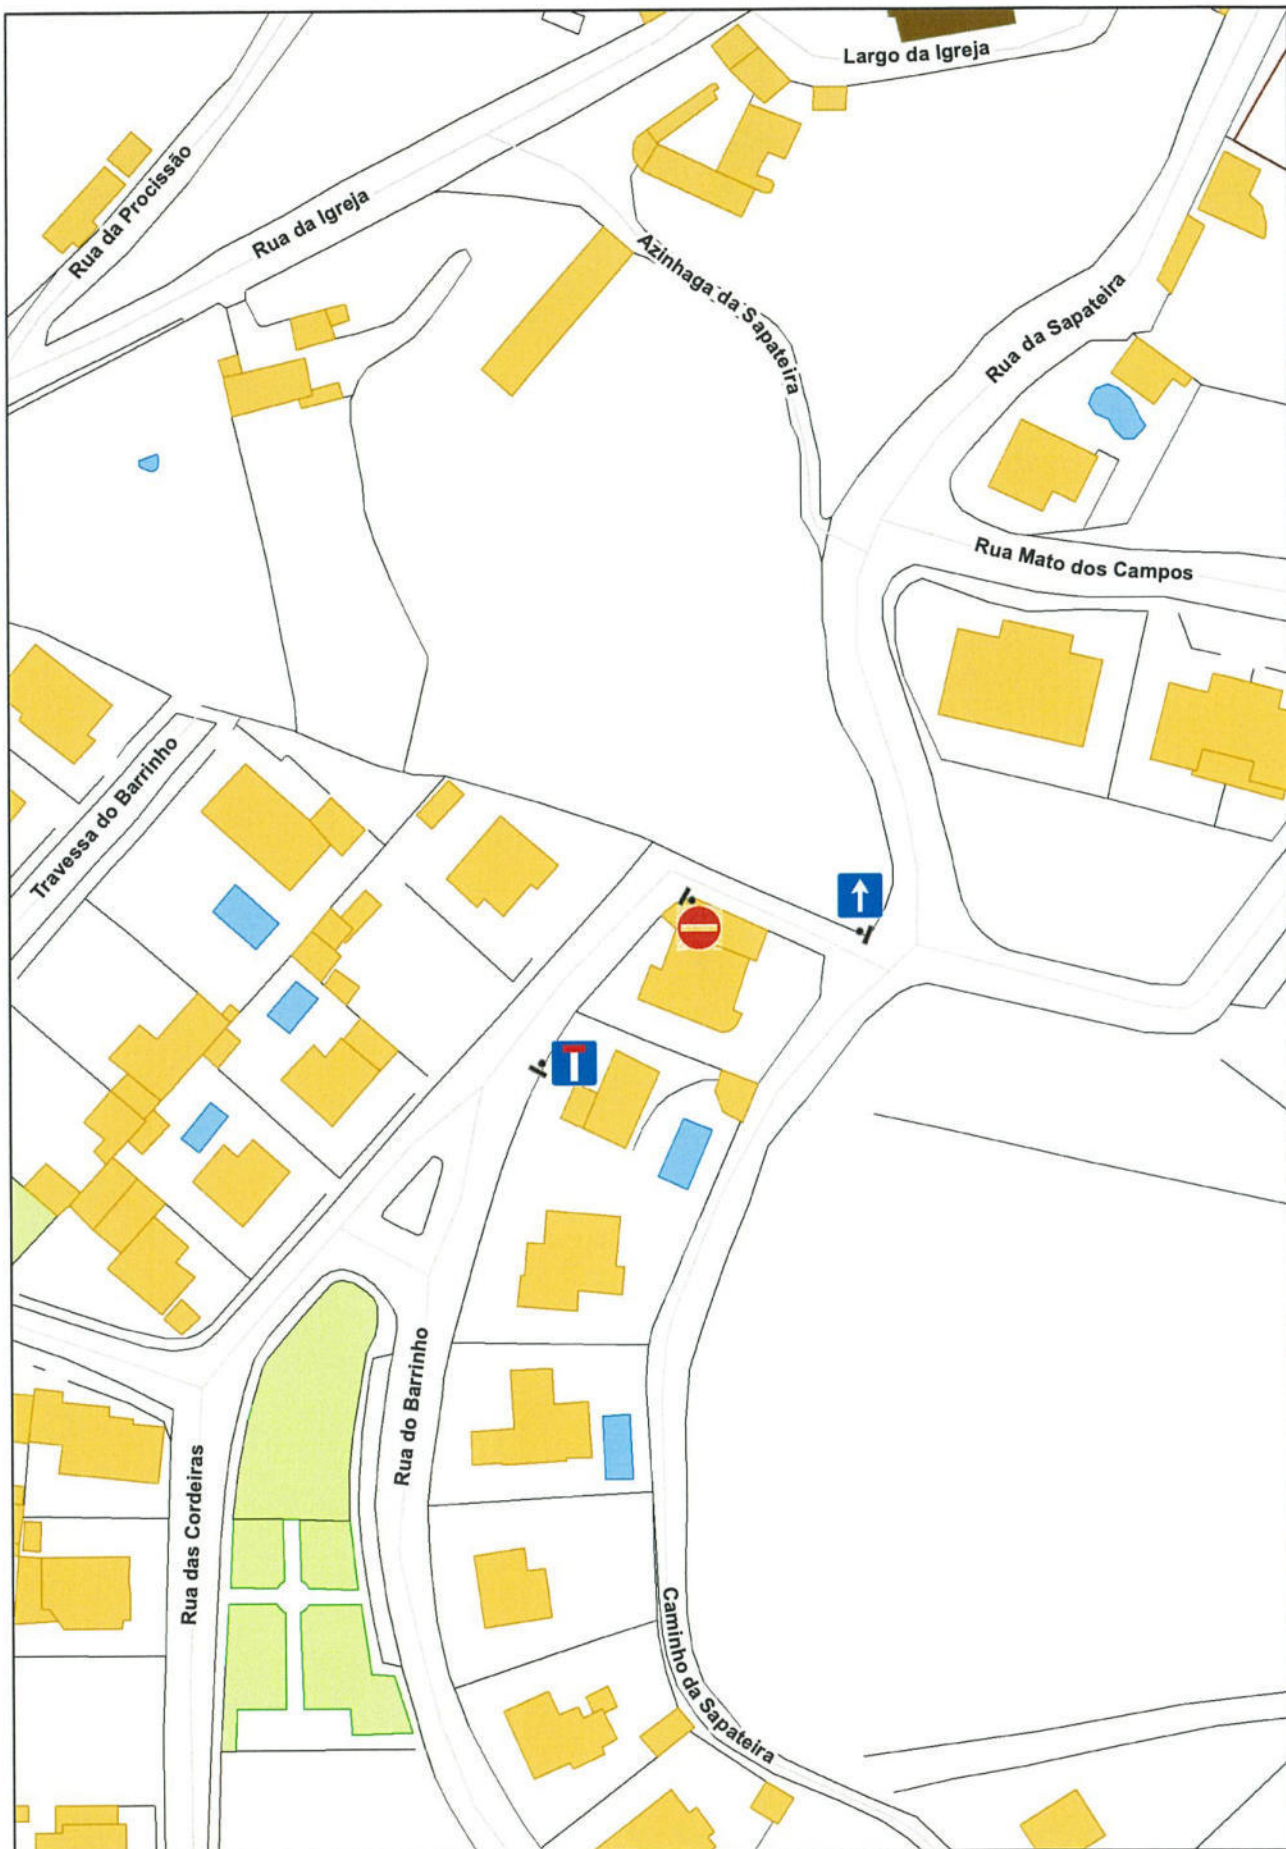 Largo da Igreja
Rua da Procissão
Rua da Igreja
Azinhaga da Sapateira
Rua da Sapateira
Rua Mato dos Campos
Travessa do Barrinho
Rua do Barrinho
Rua das Cordeiras
Caminho da Sapateira